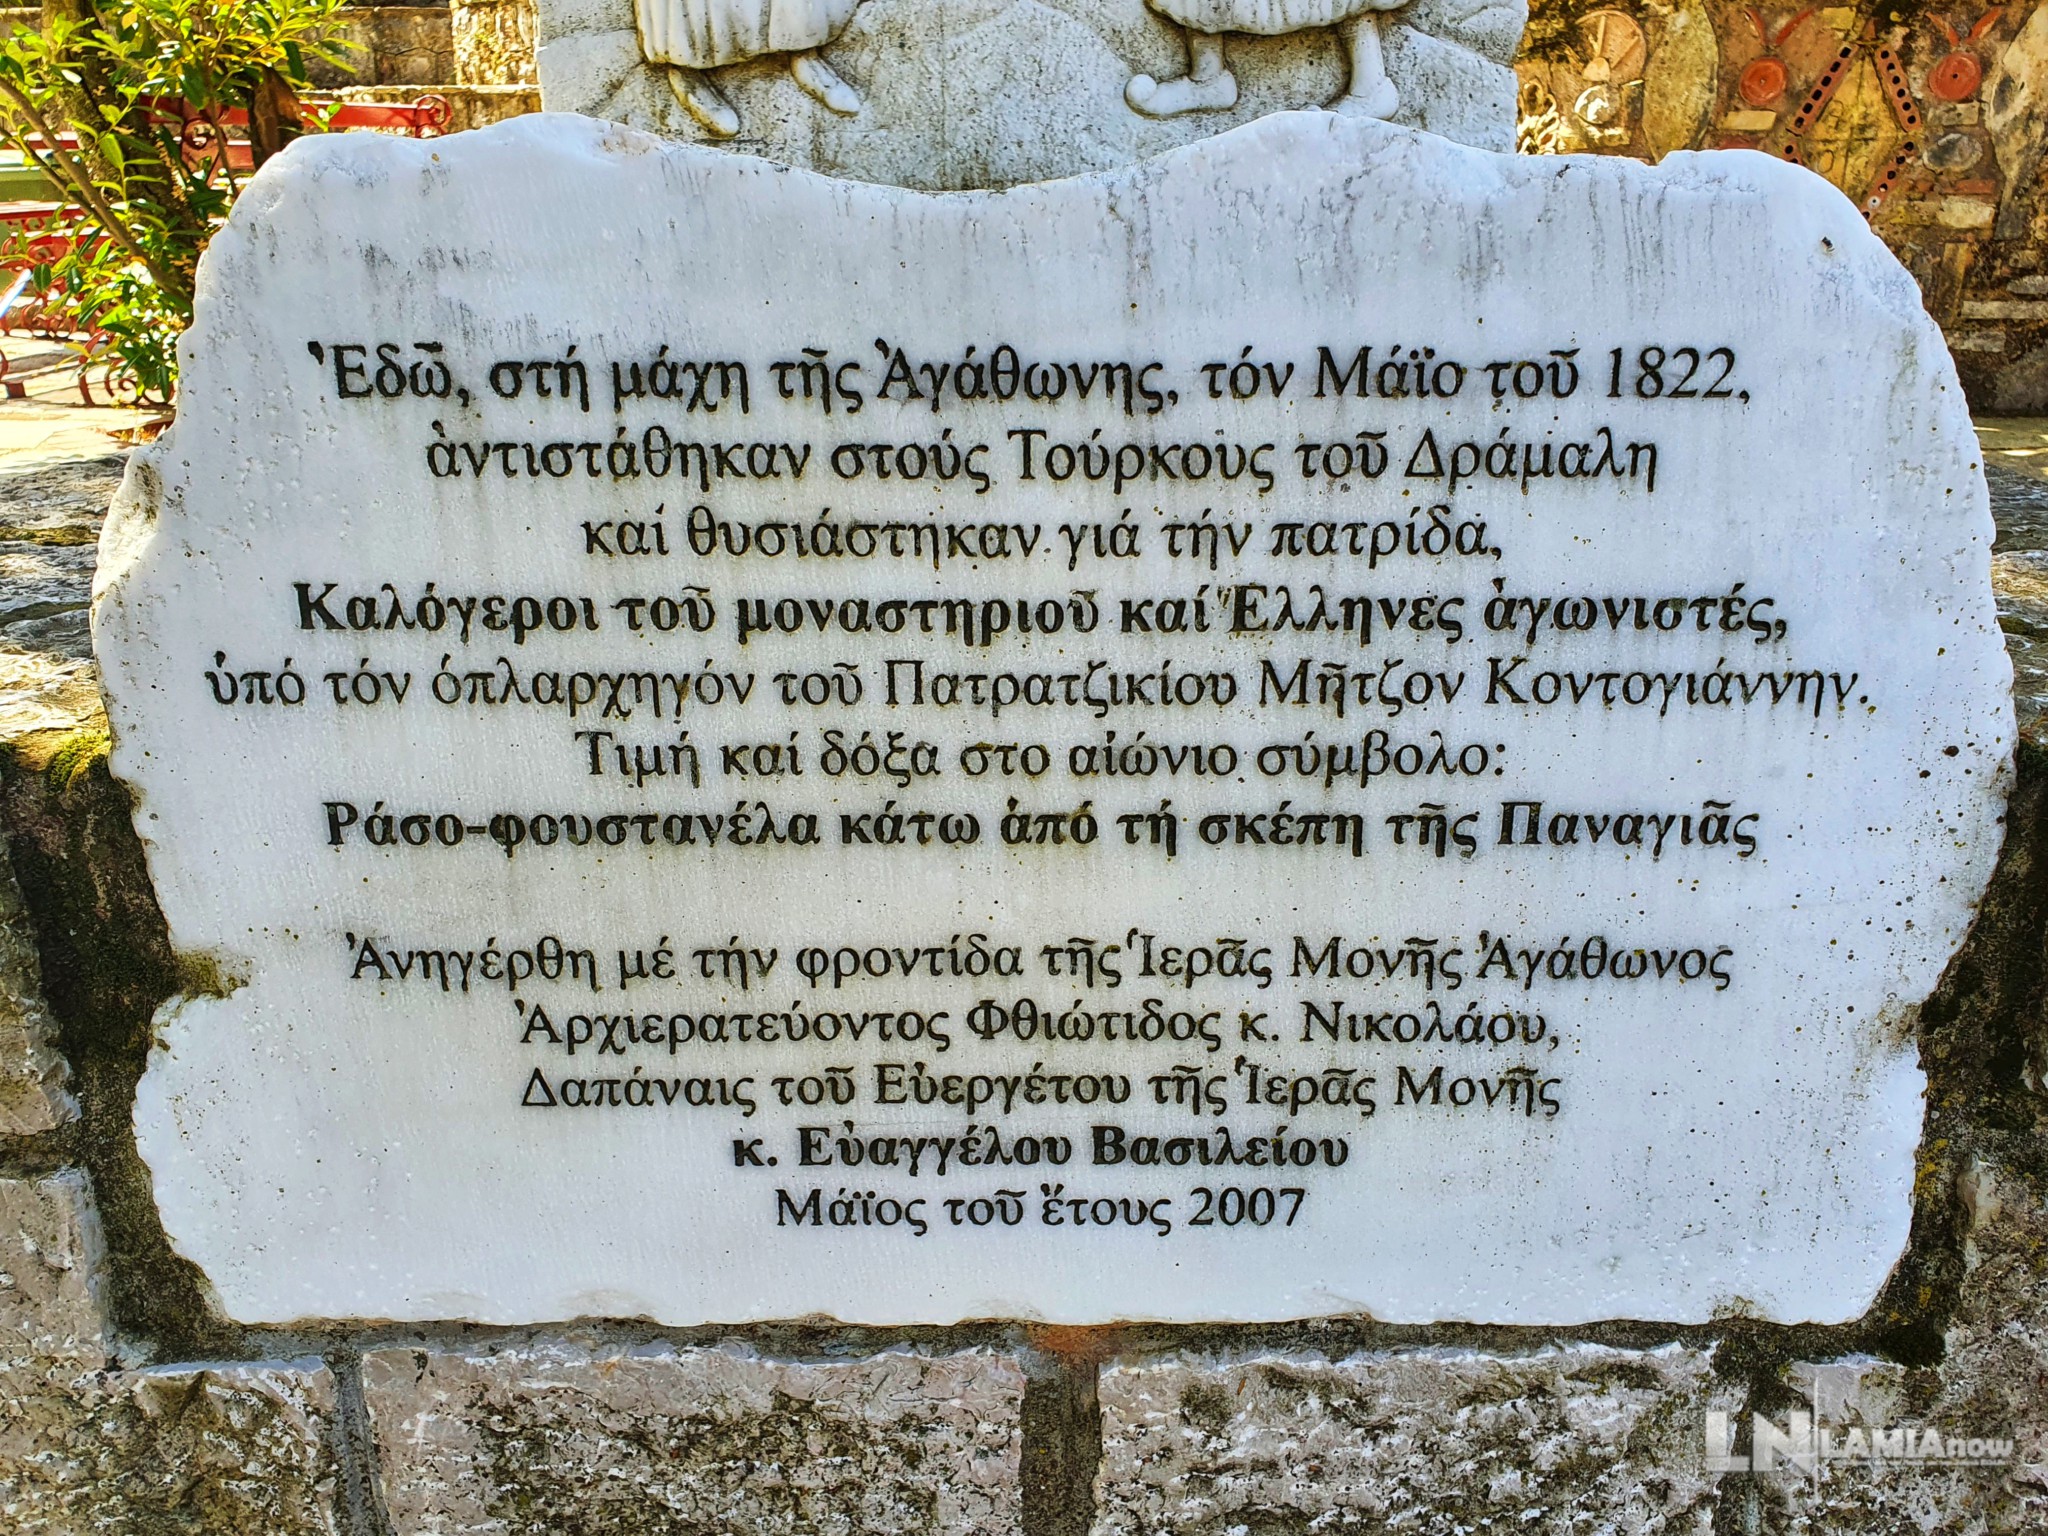 Ἐδῶ, στή μάχη τῆς Ἀγάθωνης, τόν Μάϊο τοῦ 1822,
ἀντιστάθηκαν στούς Τούρκους τοῦ Δράμαλη
καί θυσιάστηκαν γιά τήν πατρίδα,
Καλόγεροι τοῦ μοναστηριοῦ καί Ἕλληνες ἀγωνιστές,
ὑπό τόν ὁπλαρχηγόν τοῦ Πατρατζικίου Μῆτζον Κοντογιάννην.
Τιμή καί δόξα στο αἰώνιο σύμβολο:
Ράσο-φουστανέλα κάτω ἀπό τή σκέπη τῆς Παναγιᾶς
Ἀνηγέρθη μέ τήν φροντίδα τῆς Ἱερᾶς Μονῆς Ἀγάθωνος
Ἀρχιερατεύοντος Φθιώτιδος κ. Νικολάου,
Δαπάναις τοῦ Εὐεργέτου τῆς Ἱερᾶς Μονῆς
κ. Εὐαγγέλου Βασιλείου
Μάϊος τοῦ ἔτους 2007
LN LAMIAnow